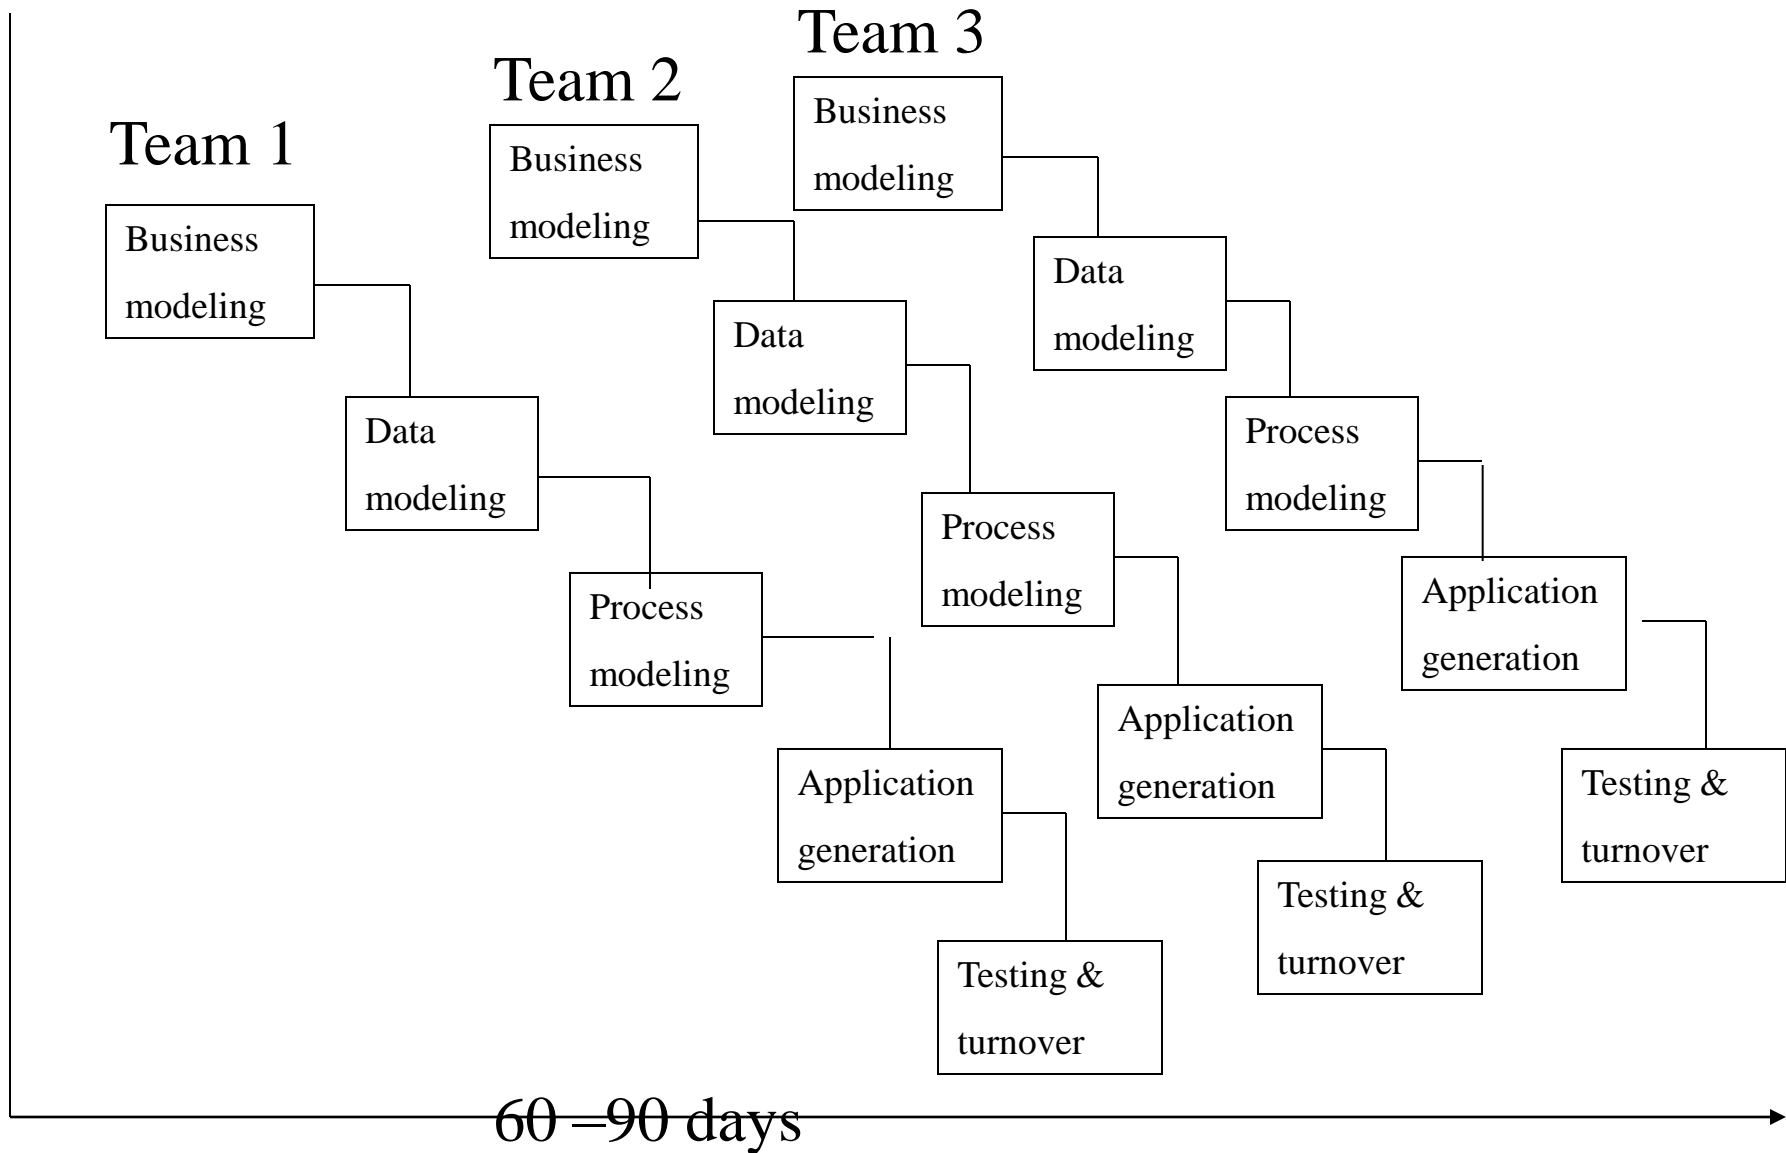 Team 1
Business
modeling
Data
modeling
Process
modeling
Application
generation
Testing &
turnover
Team 2
Business
modeling
Data
modeling
Process
modeling
Application
generation
Testing &
turnover
Team 3
Business
modeling
Data
modeling
Process
modeling
Application
generation
Testing &
turnover
60 –90 days